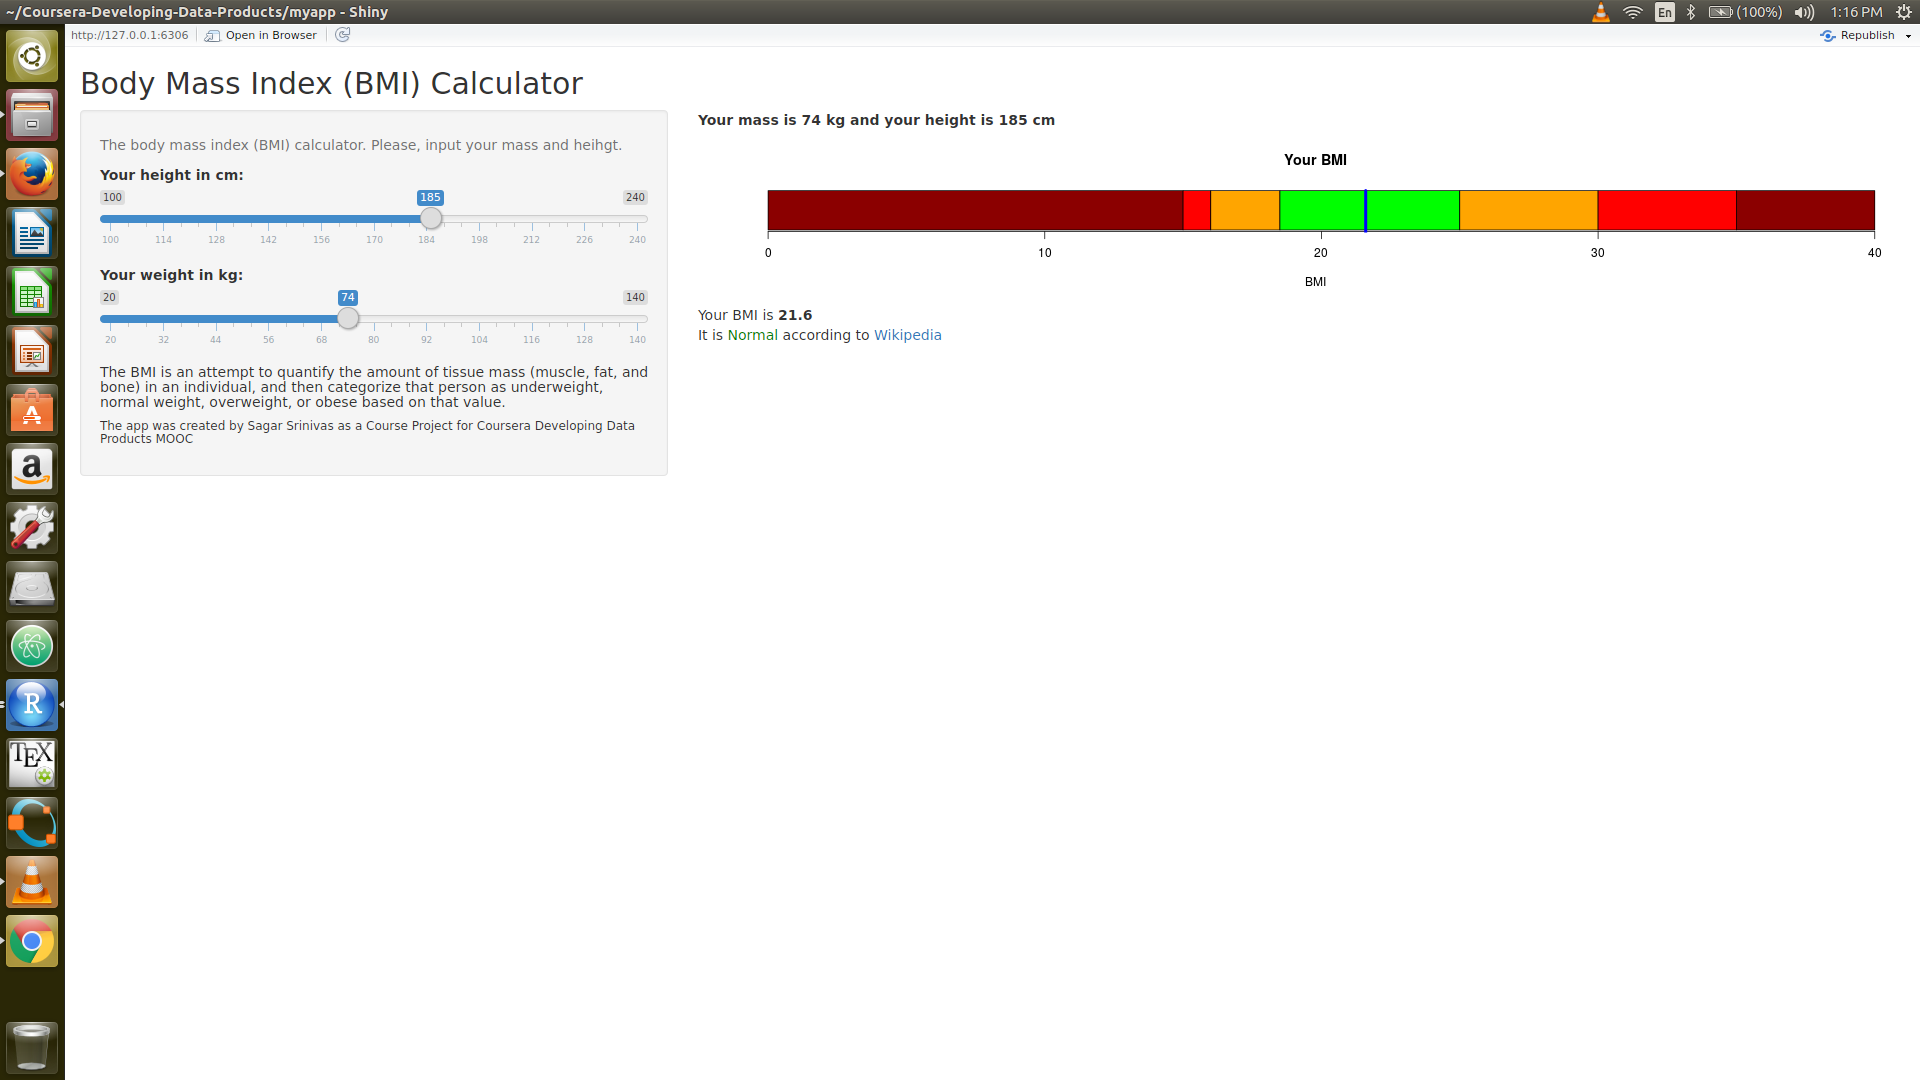 ~/Coursera-Developing-Data-Products/myapp - Shiny
En
(100%)
1:16 PM
http://127.0.0.1:6306
Open in Browser
Republish
Body Mass Index (BMI) Calculator
The body mass index (BMI) calculator. Please, input your mass and heihgt.
Your height in cm:
100 185 240
100 114 128 142 156 170 184 198 212 226 240
Your weight in kg:
20 74 140
20 32 44 56 68 80 92 104 116 128 140
The BMI is an attempt to quantify the amount of tissue mass (muscle, fat, and
bone) in an individual, and then categorize that person as underweight,
normal weight, overweight, or obese based on that value.
The app was created by Sagar Srinivas as a Course Project for Coursera Developing Data
Products MOOC
Your mass is 74 kg and your height is 185 cm
Your BMI
0 10 20 30 40
BMI
Your BMI is 21.6
It is Normal according to Wikipedia
A
a
R
TEX